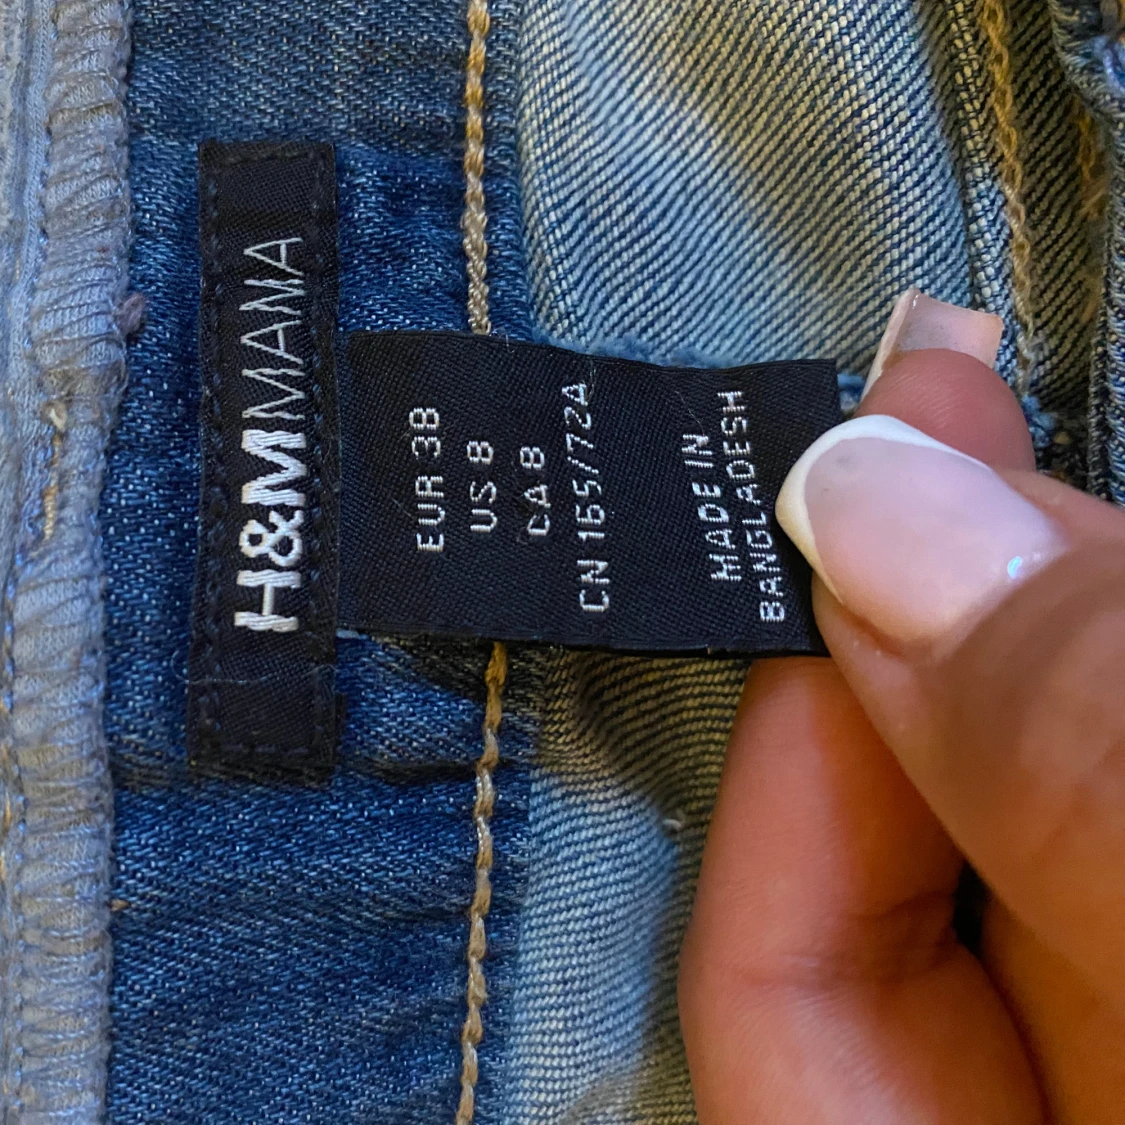 H&MMAMA
EUR 38
US 8
CA 8
CN 165/72A
MADE IN
BANGLADESH